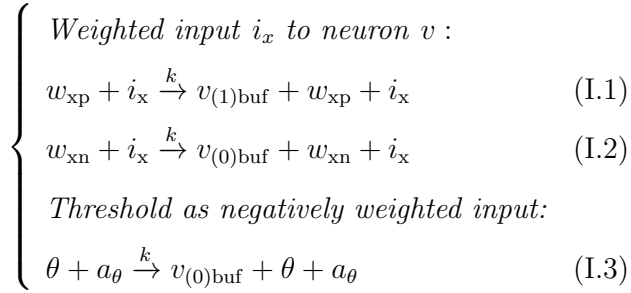 Weighted input iₓ to neuron v :
w_xp + i_x →^k v_(1)buf + w_xp + i_x (I.1)
w_xn + i_x →^k v_(0)buf + w_xn + i_x (I.2)
Threshold as negatively weighted input:
θ + a_θ →^k v_(0)buf + θ + a_θ (I.3)